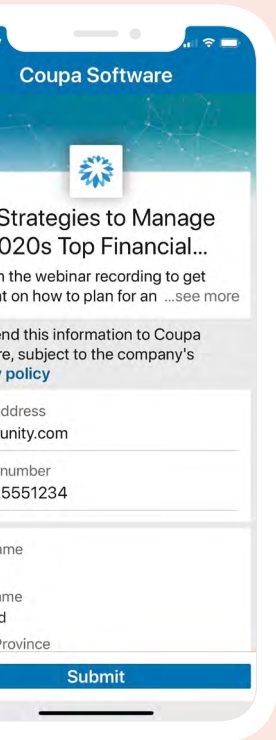 Coupa Software
Strategies to Manage
020s Top Financial...
the webinar recording to get
on how to plan for an ...see more
end this information to Coupa
re, subject to the company's
policy
ddress
unity.com
number
5551234
ame
ame
d
Province
Submit